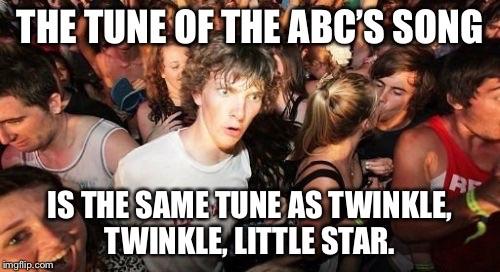 THE TUNE OF THE ABC'S SONG
IS THE SAME TUNE AS TWINKLE,
TWINKLE, LITTLE STAR.
imgflip.com